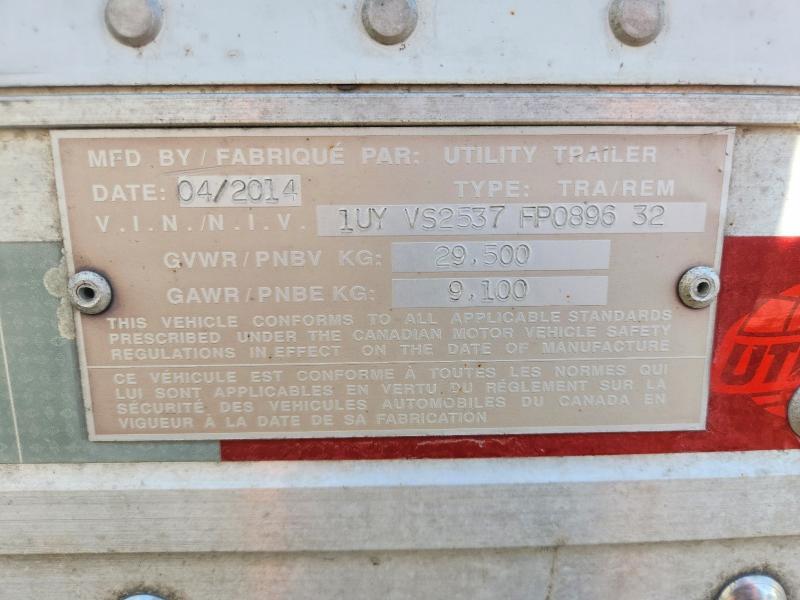 MFD BY / FABRIQUÉ PAR: UTILITY TRAILER
DATE: 04/2014 TYPE: TRA/REM
V.I.N./N.I.V. 1UY VS2537 FP0896 32
GVWR / PNBV KG: 29,500
GAWR / PNBE KG: 9,100
THIS VEHICLE CONFORMS TO ALL APPLICABLE STANDARDS
PRESCRIBED UNDER THE CANADIAN MOTOR VEHICLE SAFETY
REGULATIONS IN EFFECT ON THE DATE OF MANUFACTURE
CE VÉHICULE EST CONFORME À TOUTES LES NORMES QUI
LUI SONT APPLICABLES EN VERTU DU RÉGLEMENT SUR LA
SÉCURITÉ DES VEHICULES AUTOMOBILES DU CANADA EN
VIGUEUR À LA DATE DE SA FABRICATION